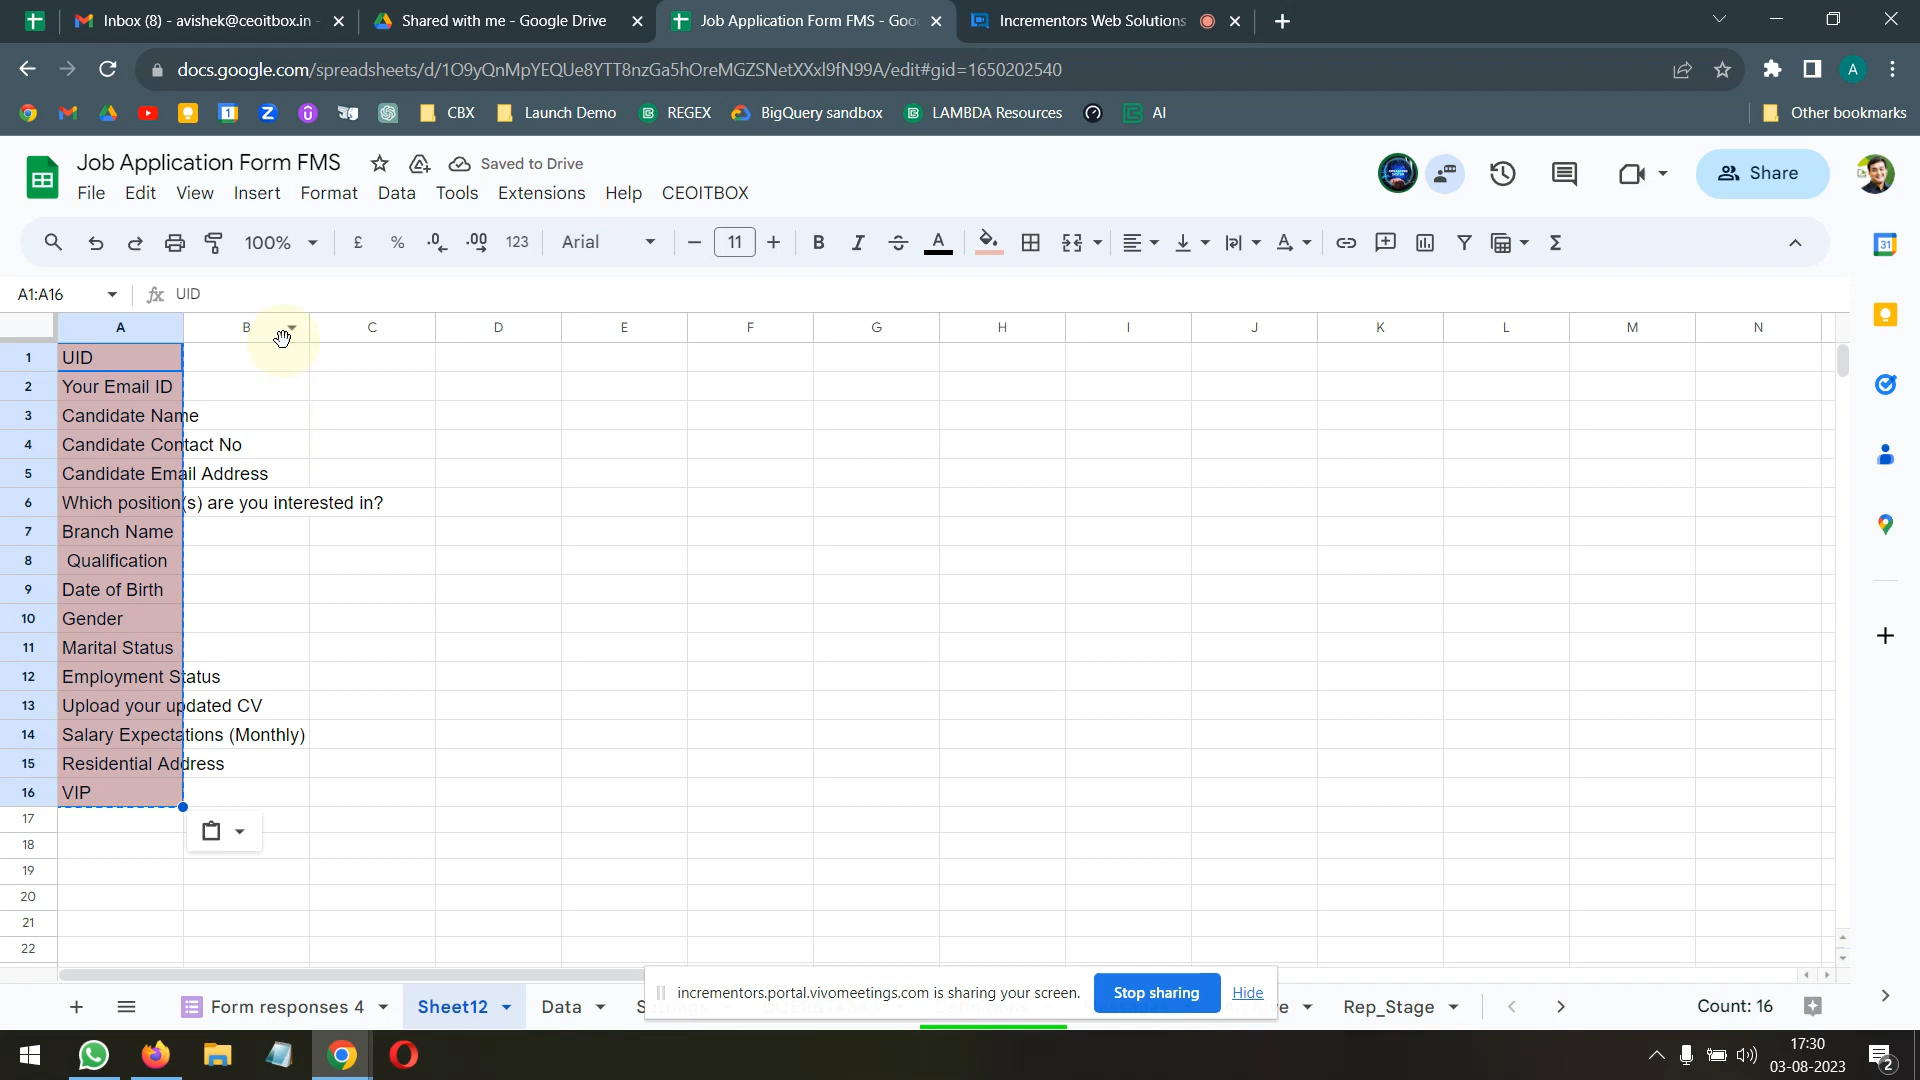 Inbox (8) - avishek@ceoitbox.in - Shared with me - Google Drive Job Application Form FMS - Goo Incrementors Web Solutions
docs.google.com/spreadsheets/d/1O9yQnMpYEQUe8YTT8nzGa5hOreMGZSNetXXxl9fN99A/edit#gid=1650202540 A
CBX Launch Demo REGEX BigQuery sandbox LAMBDA Resources AI Other bookmarks
Job Application Form FMS Saved to Drive
File Edit View Insert Format Data Tools Extensions Help CEOITBOX
Share
100% £ % .0 .00 123 Arial 11 B I S A
A1:A16 fx UID
A B C D E F G H I J K L M N
1 UID
2 Your Email ID
3 Candidate Name
4 Candidate Contact No
5 Candidate Email Address
6 Which position(s) are you interested in?
7 Branch Name
8 Qualification
9 Date of Birth
10 Gender
11 Marital Status
12 Employment Status
13 Upload your updated CV
14 Salary Expectations (Monthly)
15 Residential Address
16 VIP
17
18
19
20
21
22
incrementors.portal.vivomeetings.com is sharing your screen. Stop sharing Hide
Form responses 4 Sheet12 Data Rep_Stage Count: 16
17:30
03-08-2023
2